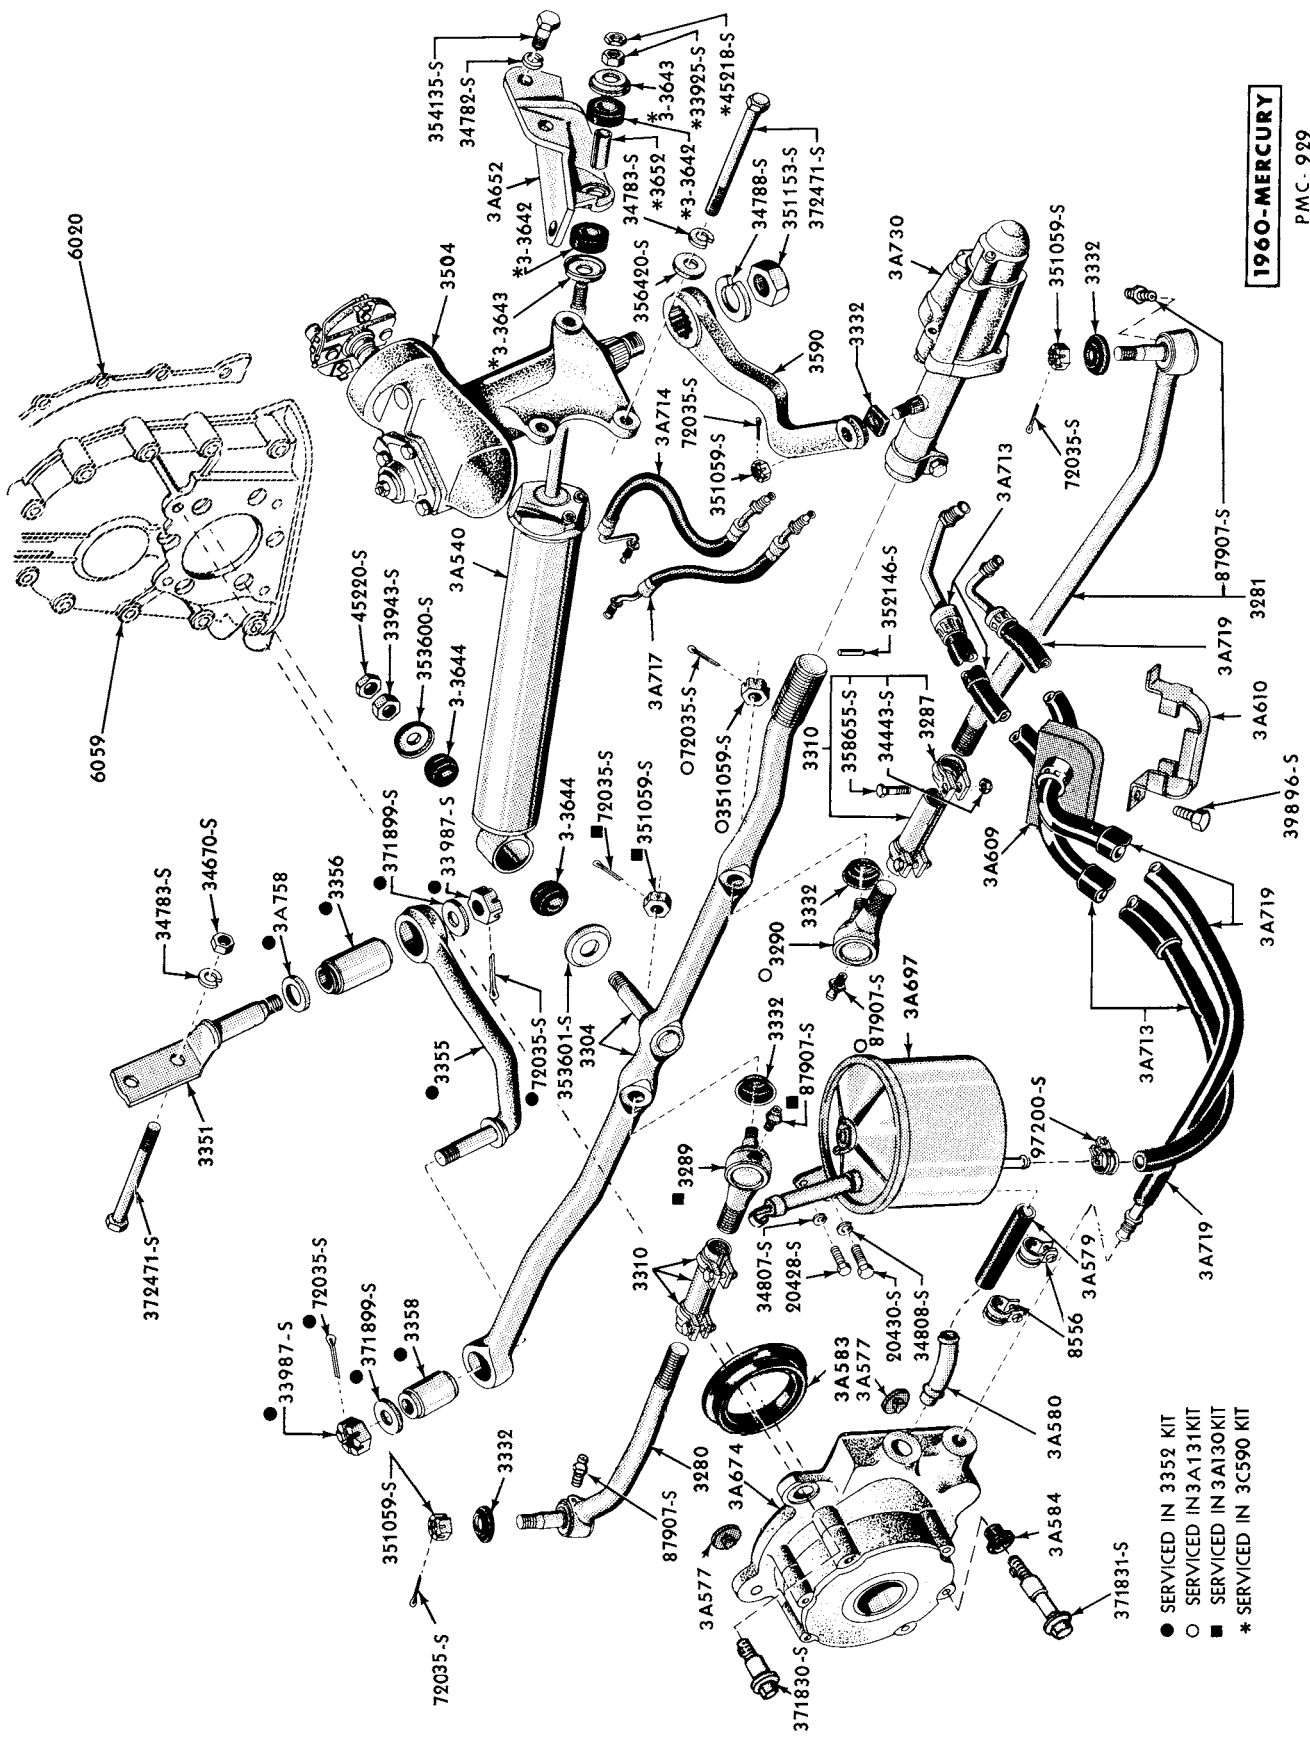 6020
6059
3504
354135-S
34782-S
3A652
*3-3642
*3-3643
*3-3643
*33925-S
*45218-S
34783-S
*3652
*3-3642
356420-S
34788-S
351153-S
372471-S
34783-S
34670-S
● 3A758
● 3356
45220-S
33943-S
353600-S
3-3644
3A540
3A714
72035-S
351059-S
3590
3332
3A730
351059-S
3332
3351
372471-S
● 3355
● 371899-S
● 33987-S
● 72035-S
353601-S
3304
3-3644
■ 72035-S
■ 351059-S
○72035-S
○351059-S
3A717
352146-S
3A713
72035-S
87907-S
3281
3A719
3A610
39896-S
● 33987-S
● 72035-S
● 371899-S
● 3358
351059-S
72035-S
3332
87907-S
3280
3310
■ 3289
3332
■ 87907-S
3310
358655-S
34443-S
3287
3332
○ 3290
○ 87907-S
3A697
3A609
3A719
3A713
97200-S
3A719
34807-S
20428-S
20430-S
34808-S
3A583
3A577
3A674
3A577
3A579
8556
3A580
3A584
371830-S
371831-S
● SERVICED IN 3352 KIT
○ SERVICED IN 3A131 KIT
■ SERVICED IN 3A130 KIT
* SERVICED IN 3C590 KIT
1960-MERCURY
PMC-929